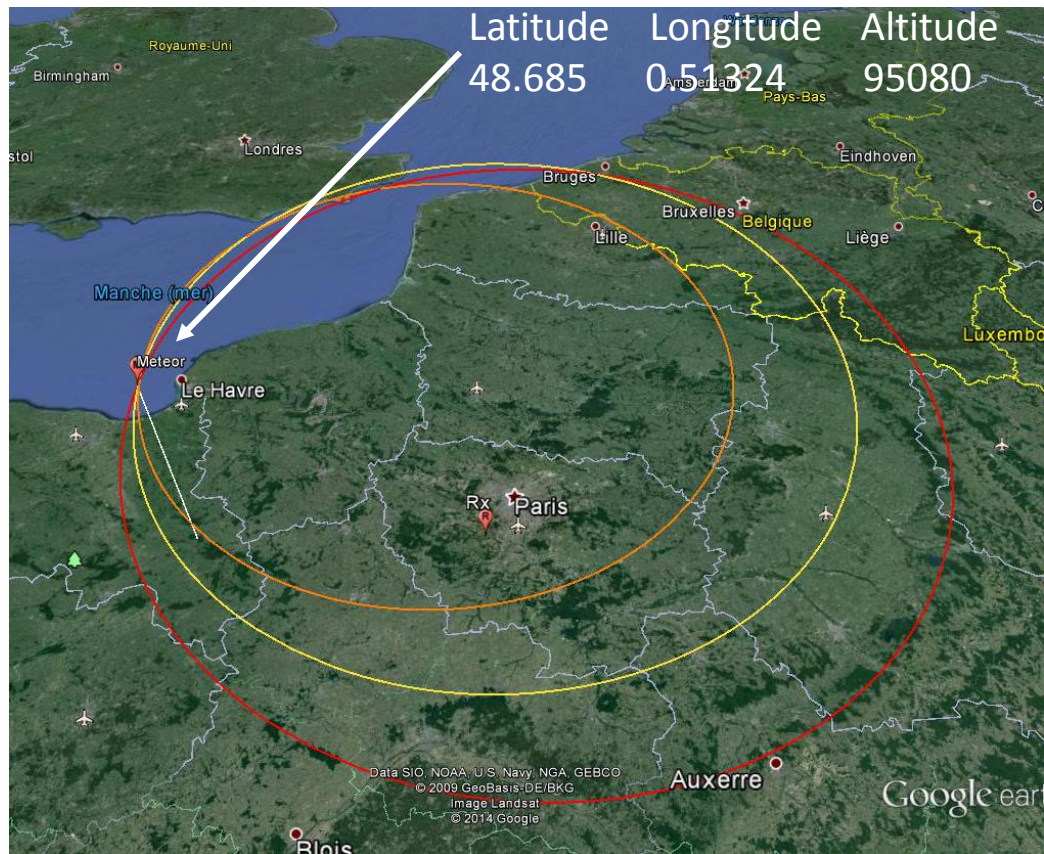 Latitude Longitude Altitude
48.685 0.51324 95080
Royaume-Uni
Birmingham
Amsterdam
Pays-Bas
stol
Londres
Eindhoven
Bruges
Bruxelles
Belgique
Lille
Liège
Manche (mer)
Luxembo
Meteor
Le Havre
Rx
R
Paris
Data SIO, NOAA, U.S. Navy, NGA, GEBCO
© 2009 GeoBasis-DE/BKG
Image Landsat
© 2014 Google
Auxerre
Google eart
Blois